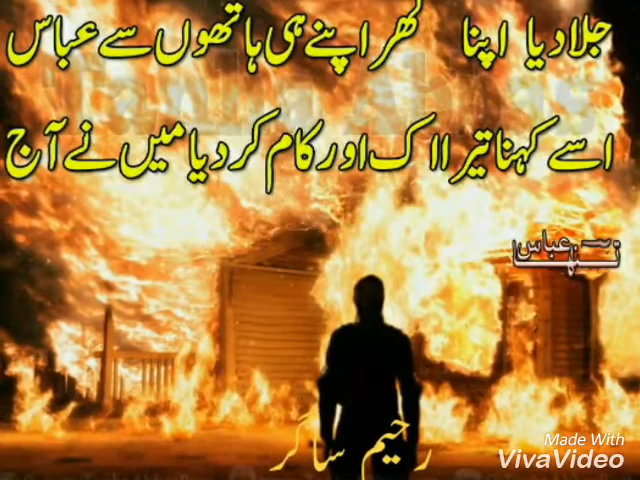 جلا دیا اپنا گھر اپنے ہی ہاتھوں سے عباس
اسے کہنا تیرا اک اور کام کر دیا میں نے آج
تنہا عباس
رحیم ساگر
Made With
VivaVideo